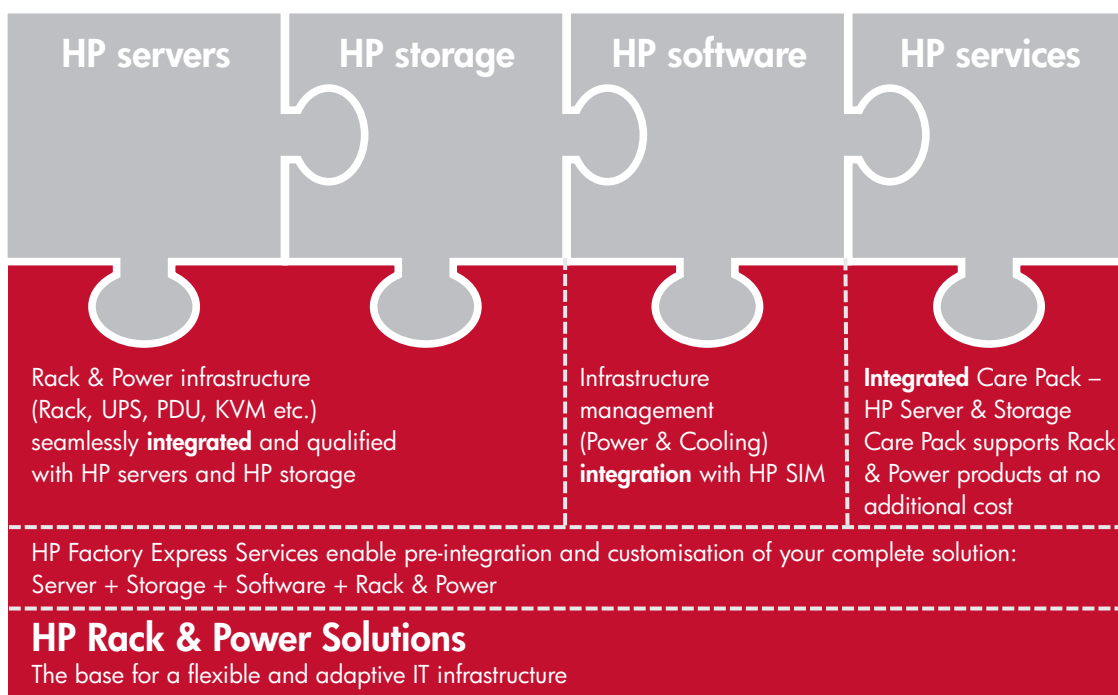 HP servers
HP storage
HP software
HP services
Rack & Power infrastructure
(Rack, UPS, PDU, KVM etc.)
seamlessly integrated and qualified
with HP servers and HP storage
Infrastructure
management
(Power & Cooling)
integration with HP SIM
Integrated Care Pack –
HP Server & Storage
Care Pack supports Rack
& Power products at no
additional cost
HP Factory Express Services enable pre-integration and customisation of your complete solution:
Server + Storage + Software + Rack & Power
HP Rack & Power Solutions
The base for a flexible and adaptive IT infrastructure